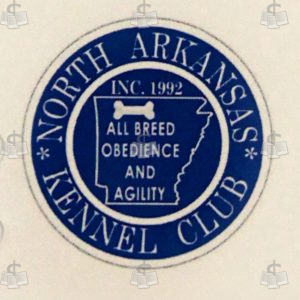 * NORTH ARKANSAS *
INC. 1992
ALL BREED
OBEDIENCE
AND
AGILITY
KENNEL CLUB